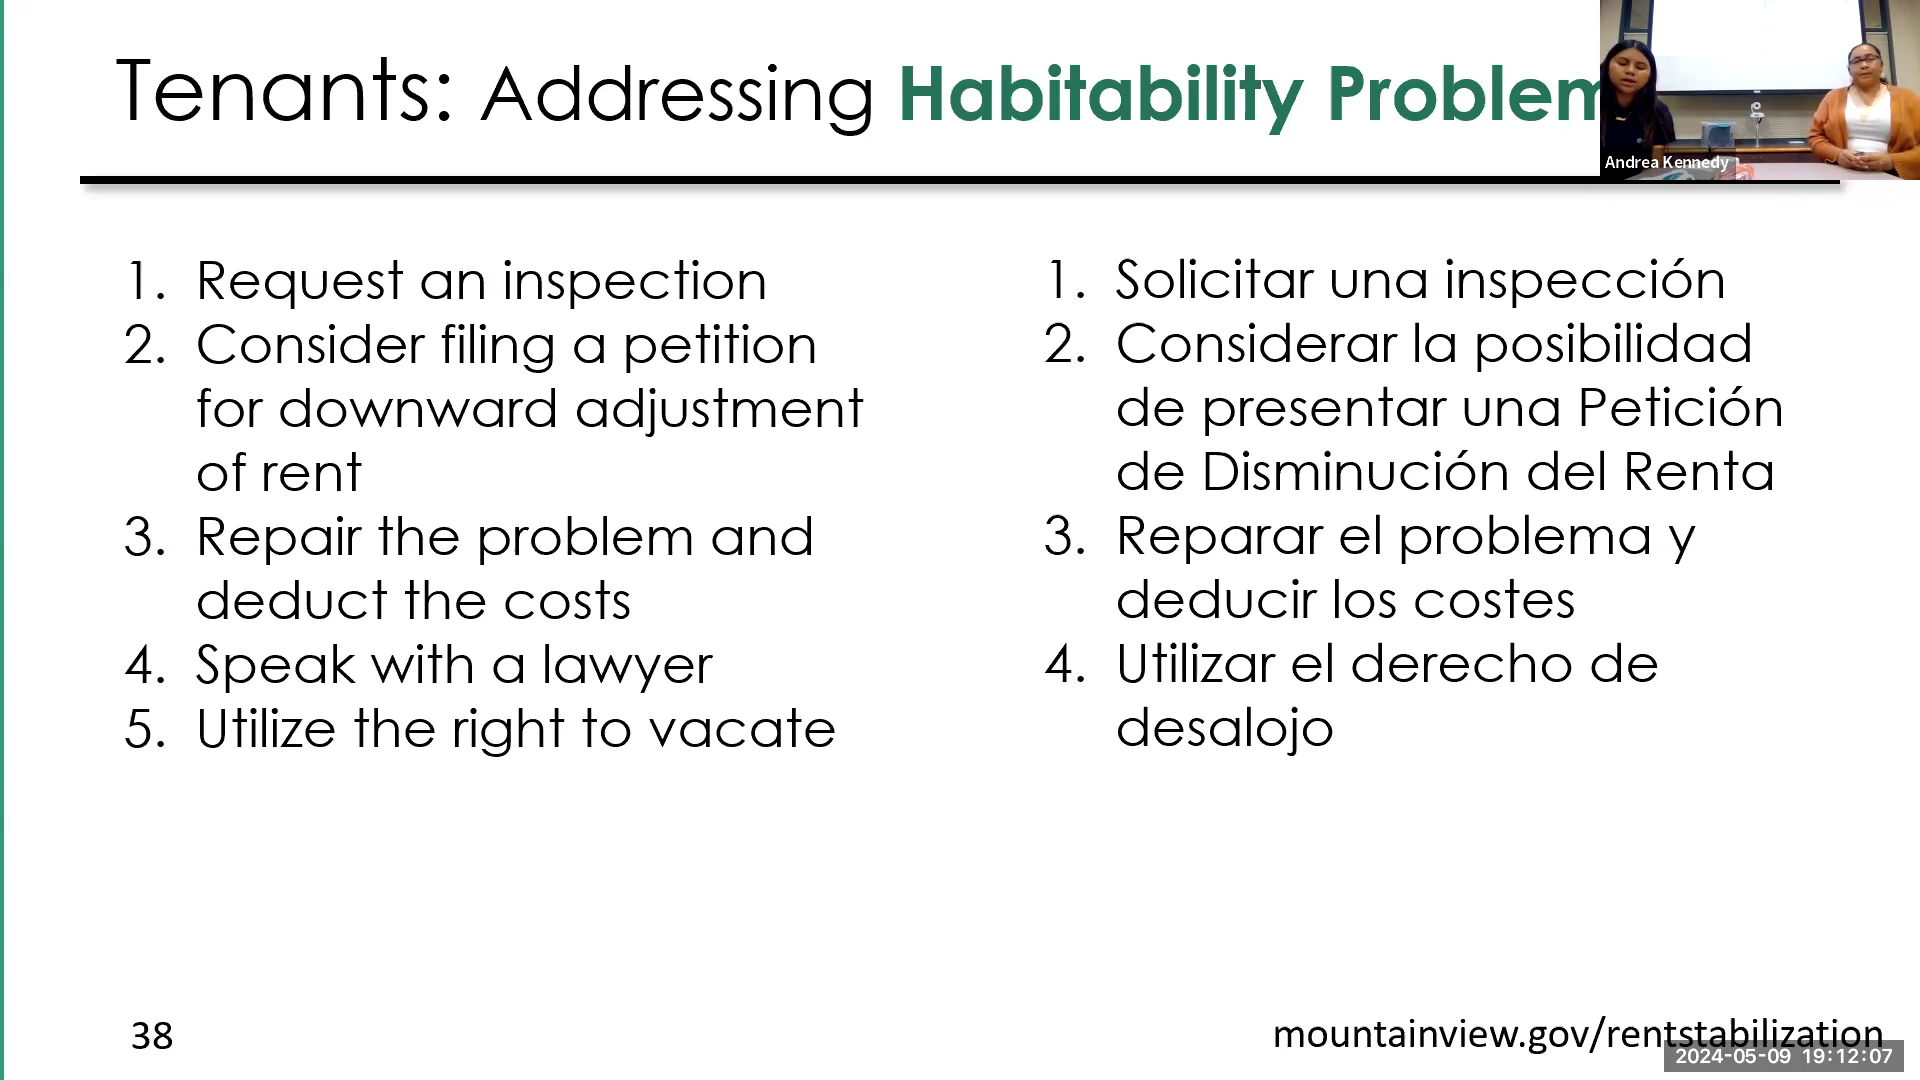 Tenants: Addressing Habitability Problem
Andrea Kennedy
1. Request an inspection
2. Consider filing a petition
for downward adjustment
of rent
3. Repair the problem and
deduct the costs
4. Speak with a lawyer
5. Utilize the right to vacate
1. Solicitar una inspección
2. Considerar la posibilidad
de presentar una Petición
de Disminución del Renta
3. Reparar el problema y
deducir los costes
4. Utilizar el derecho de
desalojo
38
mountainview.gov/rentstabilization
2024-05-09 19:12:07